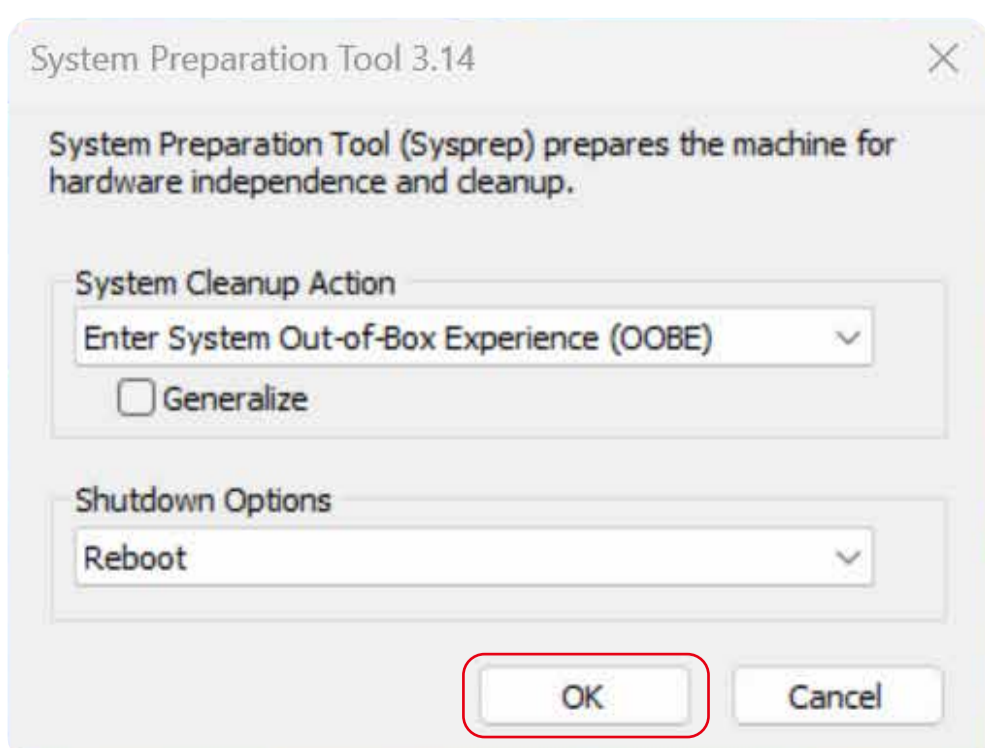 System Preparation Tool 3.14
System Preparation Tool (Sysprep) prepares the machine for
hardware independence and cleanup.
System Cleanup Action
Enter System Out-of-Box Experience (OOBE)
Generalize
Shutdown Options
Reboot
OK
Cancel